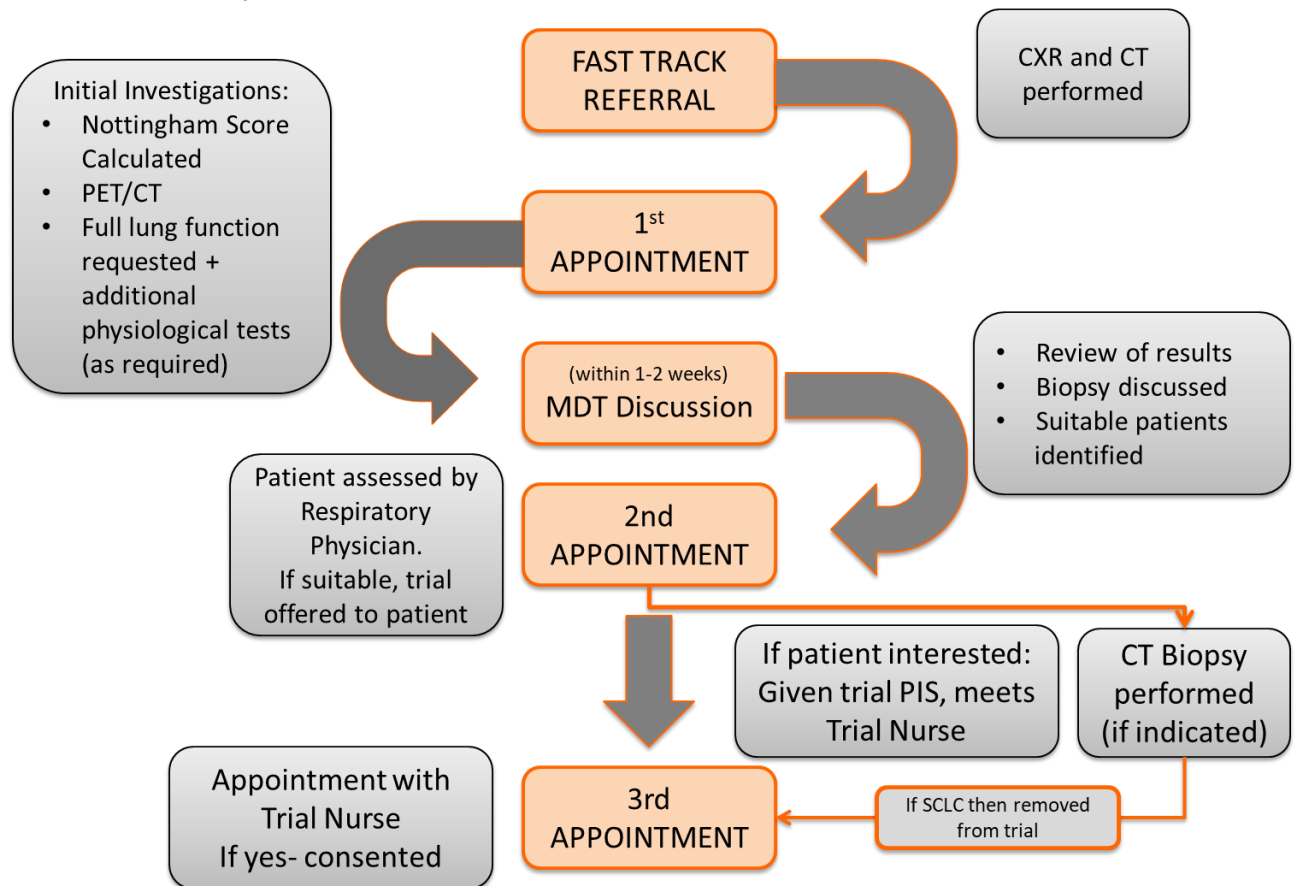 FAST TRACK
REFERRAL
CXR and CT
performed
Initial Investigations:
• Nottingham Score
Calculated
• PET/CT
• Full lung function
requested +
additional
physiological tests
(as required)
1st
APPOINTMENT
(within 1-2 weeks)
MDT Discussion
• Review of results
• Biopsy discussed
• Suitable patients
identified
Patient assessed by
Respiratory
Physician.
If suitable, trial
offered to patient
2nd
APPOINTMENT
If patient interested:
Given trial PIS, meets
Trial Nurse
CT Biopsy
performed
(if indicated)
Appointment with
Trial Nurse
If yes- consented
3rd
APPOINTMENT
If SCLC then removed
from trial